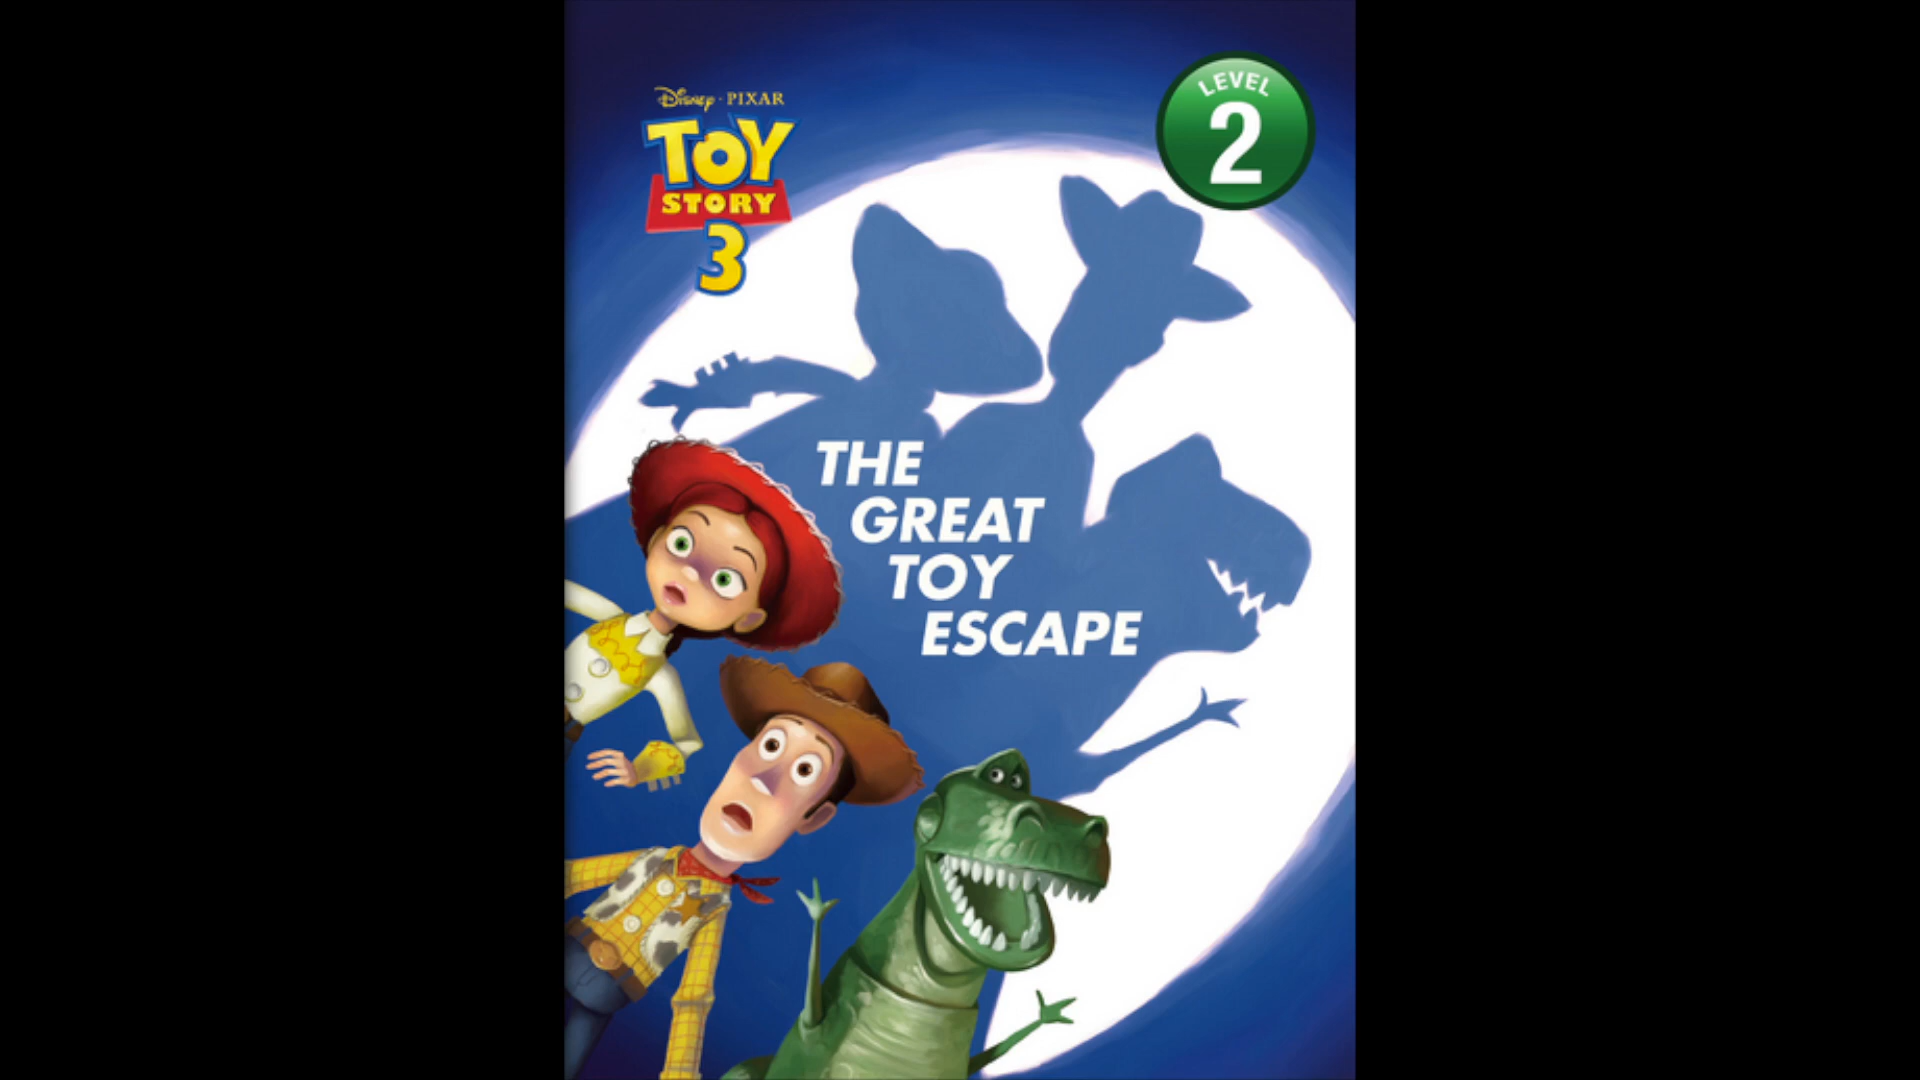 Disney · PIXAR
TOY
STORY
3
LEVEL
2
THE
GREAT
TOY
ESCAPE